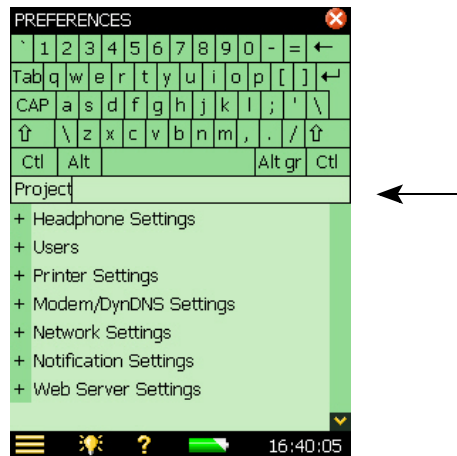 PREFERENCES
` 1 2 3 4 5 6 7 8 9 0 - = ←
Tab q w e r t y u i o p [ ] ↵
CAP a s d f g h j k l ; ' \
⇧ \ z x c v b n m , . / ⇧
Ctl Alt Alt gr Ctl
Project
+ Headphone Settings
+ Users
+ Printer Settings
+ Modem/DynDNS Settings
+ Network Settings
+ Notification Settings
+ Web Server Settings
? 16:40:05